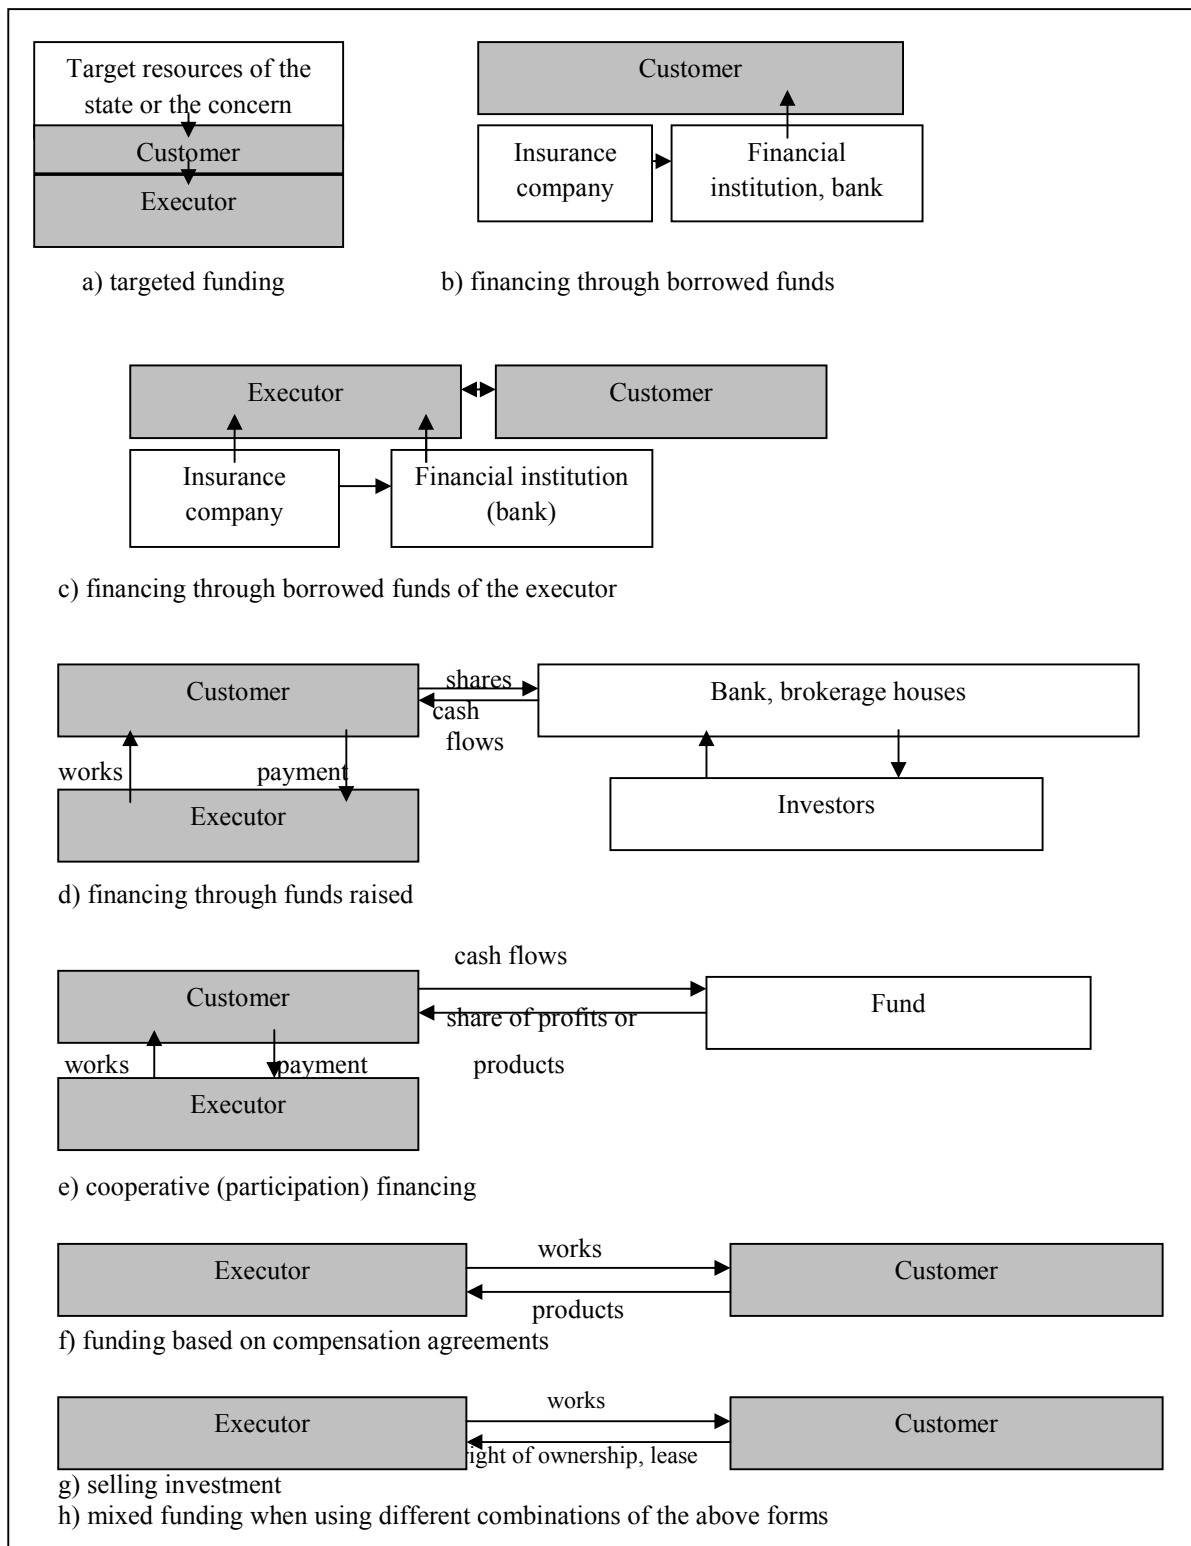 Target resources of the
state or the concern
Customer
Executor
a) targeted funding
Customer
Insurance
company
Financial
institution, bank
b) financing through borrowed funds
Executor
Customer
Insurance
company
Financial institution
(bank)
c) financing through borrowed funds of the executor
Customer
shares
cash
flows
Bank, brokerage houses
works
payment
Executor
Investors
d) financing through funds raised
cash flows
Customer
share of profits or
products
Fund
works
payment
Executor
e) cooperative (participation) financing
Executor
works
products
Customer
f) funding based on compensation agreements
Executor
works
right of ownership, lease
Customer
g) selling investment
h) mixed funding when using different combinations of the above forms